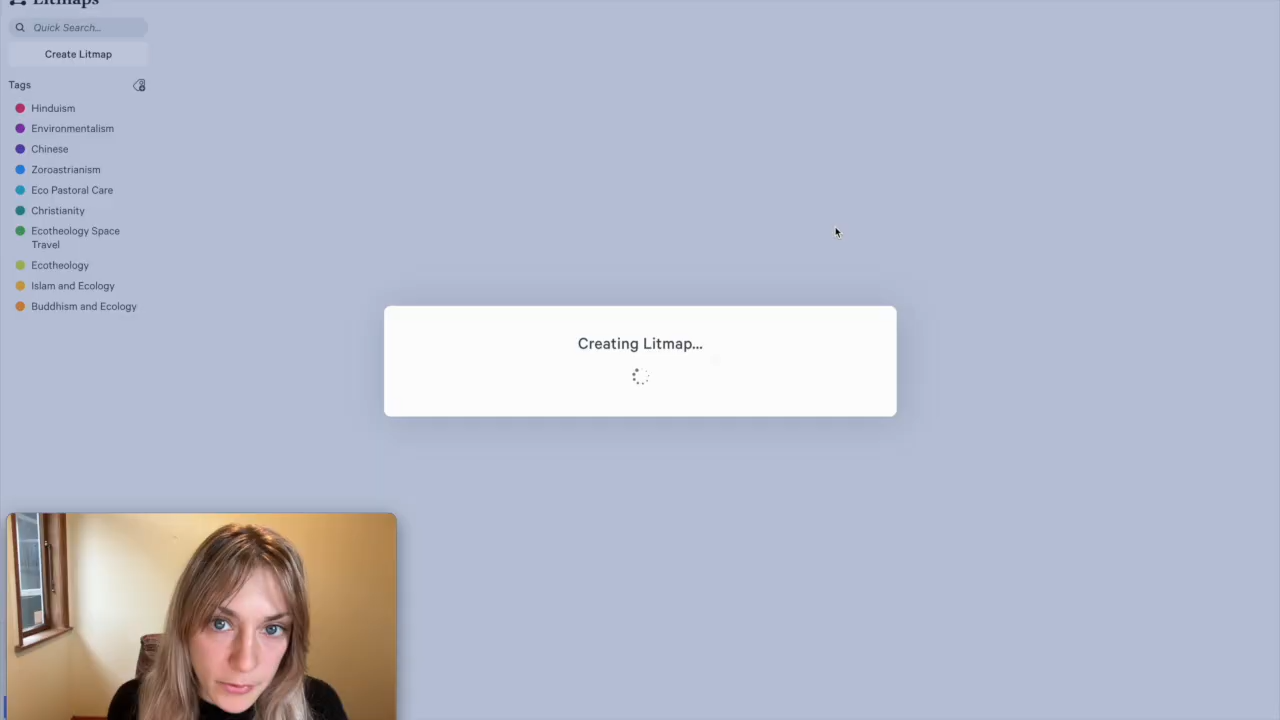 Litmaps
Quick Search...
Create Litmap
Tags
Hinduism
Environmentalism
Chinese
Zoroastrianism
Eco Pastoral Care
Christianity
Ecotheology Space
Travel
Ecotheology
Islam and Ecology
Buddhism and Ecology
Creating Litmap...